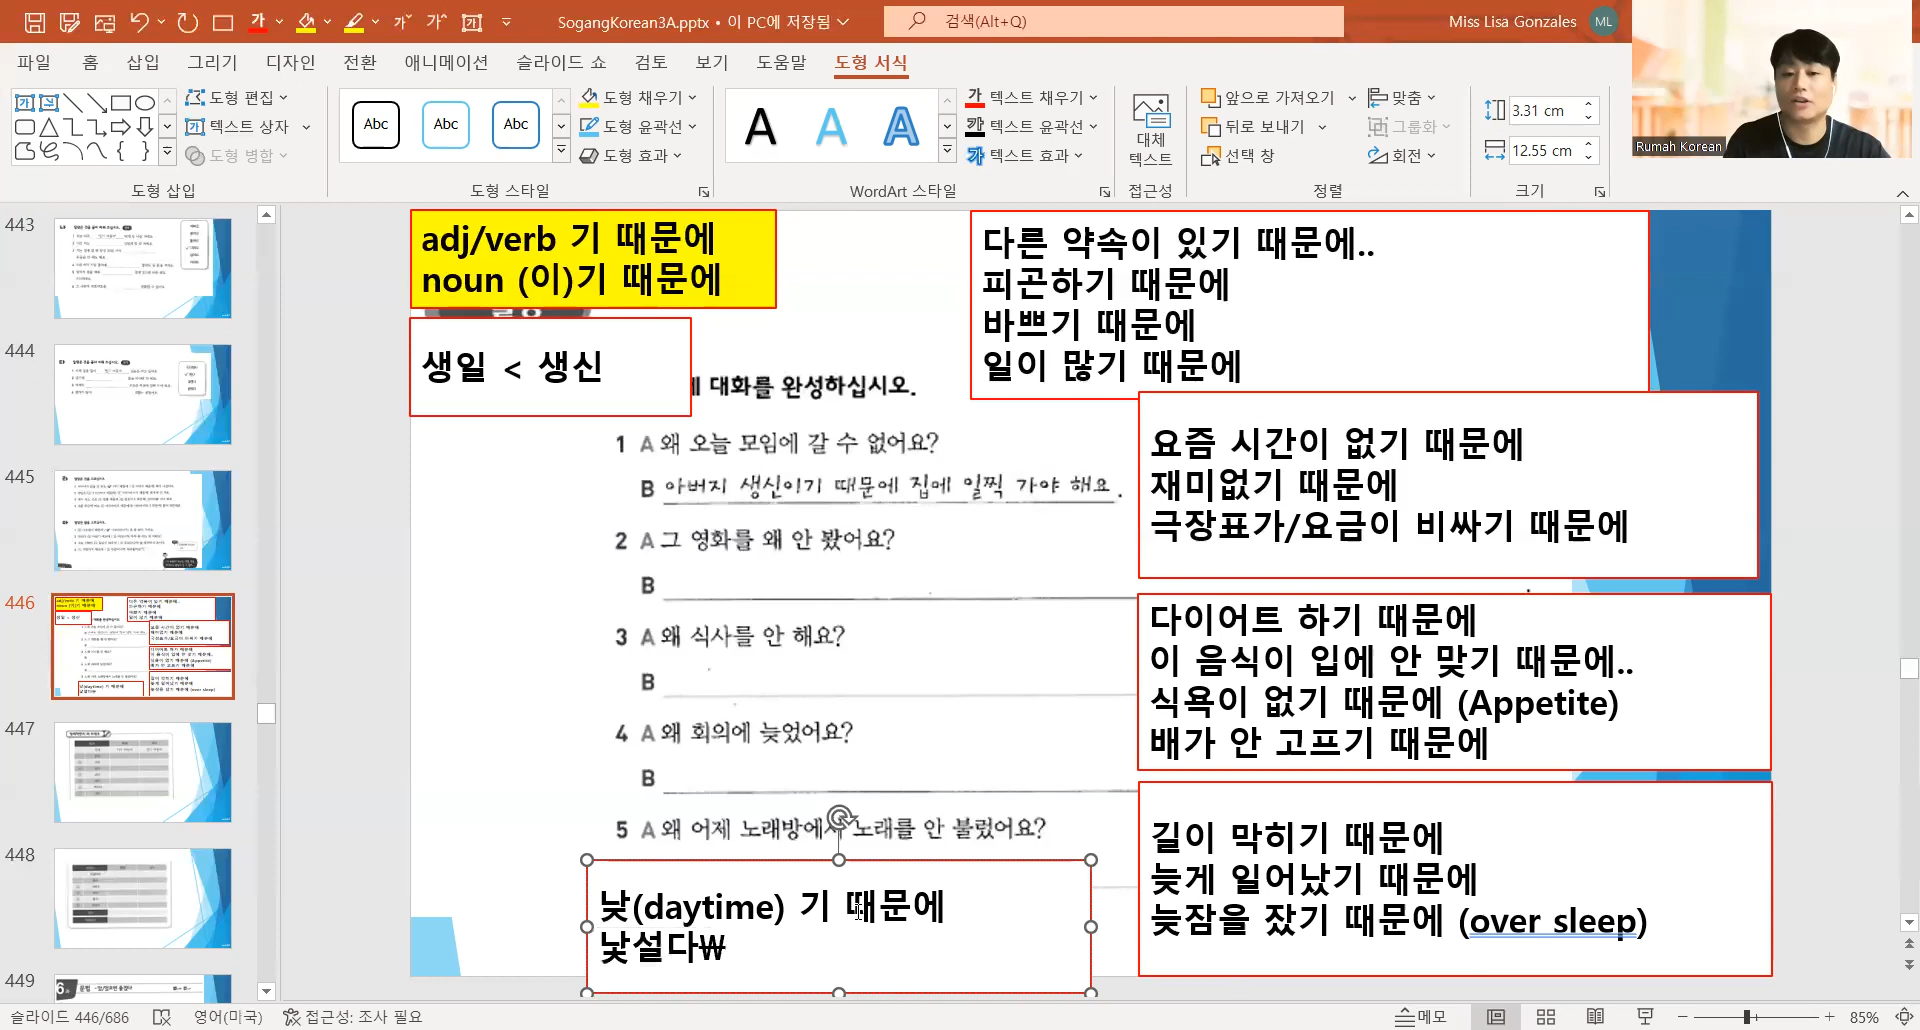 SogangKorean3A.pptx • 이 PC에 저장됨
검색(Alt+Q)
Miss Lisa Gonzales
ML
파일 홈 삽입 그리기 디자인 전환 애니메이션 슬라이드 쇼 검토 보기 도움말 도형 서식
도형 편집
텍스트 상자
도형 병합
도형 삽입
Abc Abc Abc
도형 채우기
도형 윤곽선
도형 효과
도형 스타일
A A A
텍스트 채우기
텍스트 윤곽선
텍스트 효과
WordArt 스타일
대체
텍스트
접근성
앞으로 가져오기
뒤로 보내기
선택 창
맞춤
그룹화
회전
정렬
3.31 cm
12.55 cm
크기
Rumah Korean
443
444
445
446
447
448
449
adj/verb 기 때문에
noun (이)기 때문에
생일 < 생신
대화를 완성하십시오.
1 A 왜 오늘 모임에 갈 수 없어요?
B 아버지 생신이기 때문에 집에 일찍 가야 해요.
2 A 그 영화를 왜 안 봤어요?
B
3 A 왜 식사를 안 해요?
B
4 A 왜 회의에 늦었어요?
B
5 A 왜 어제 노래방에서 노래를 안 불렀어요?
낮(daytime) 기 때문에
낯설다₩
다른 약속이 있기 때문에..
피곤하기 때문에
바쁘기 때문에
일이 많기 때문에
요즘 시간이 없기 때문에
재미없기 때문에
극장표가/요금이 비싸기 때문에
다이어트 하기 때문에
이 음식이 입에 안 맞기 때문에..
식욕이 없기 때문에 (Appetite)
배가 안 고프기 때문에
길이 막히기 때문에
늦게 일어났기 때문에
늦잠을 잤기 때문에 (over sleep)
슬라이드 446/686
영어(미국)
접근성: 조사 필요
메모
85%